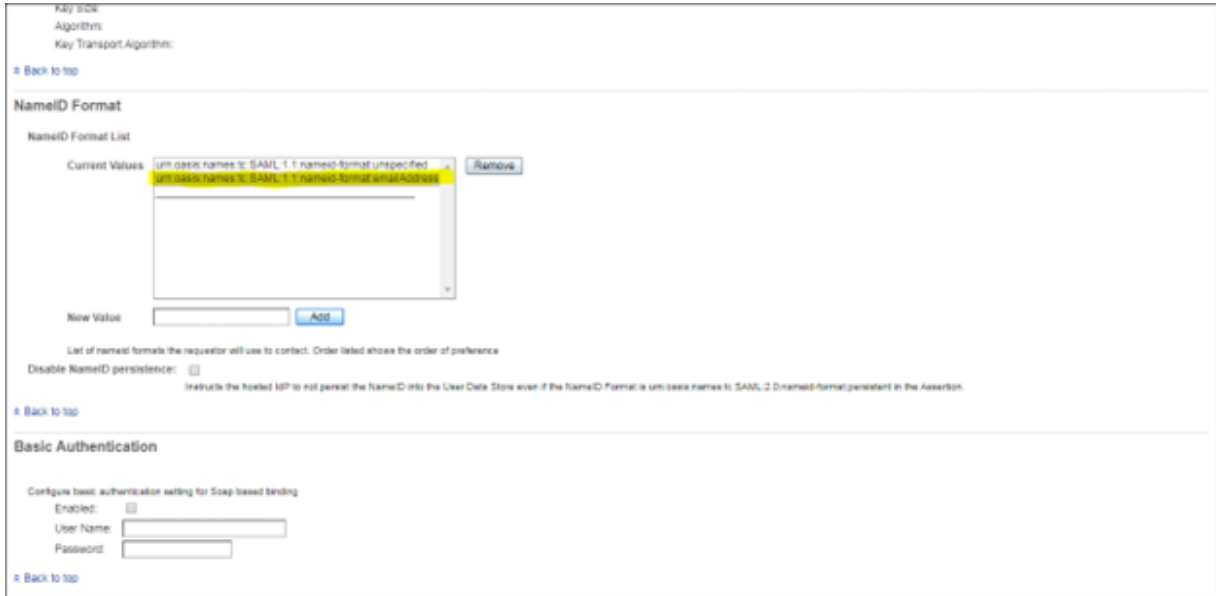 Key Size:
Algorithm:
Key Transport Algorithm:
Back to top
NameID Format
NameID Format List
Current Values urn:oasis:names:tc:SAML:1.1:nameid-format:unspecified Remove
urn:oasis:names:tc:SAML:1.1:nameid-format:emailAddress
New Value Add
List of nameid formats the requestor will use to contact. Order listed shows the order of preference
Disable NameID persistence:
Instructs the hosted IdP to not persist the NameID into the User Data Store even if the NameID Format is urn:oasis:names:tc:SAML:2.0:nameid-format:persistent in the Assertion.
Back to top
Basic Authentication
Configure basic authentication setting for Soap based binding
Enabled:
User Name:
Password:
Back to top